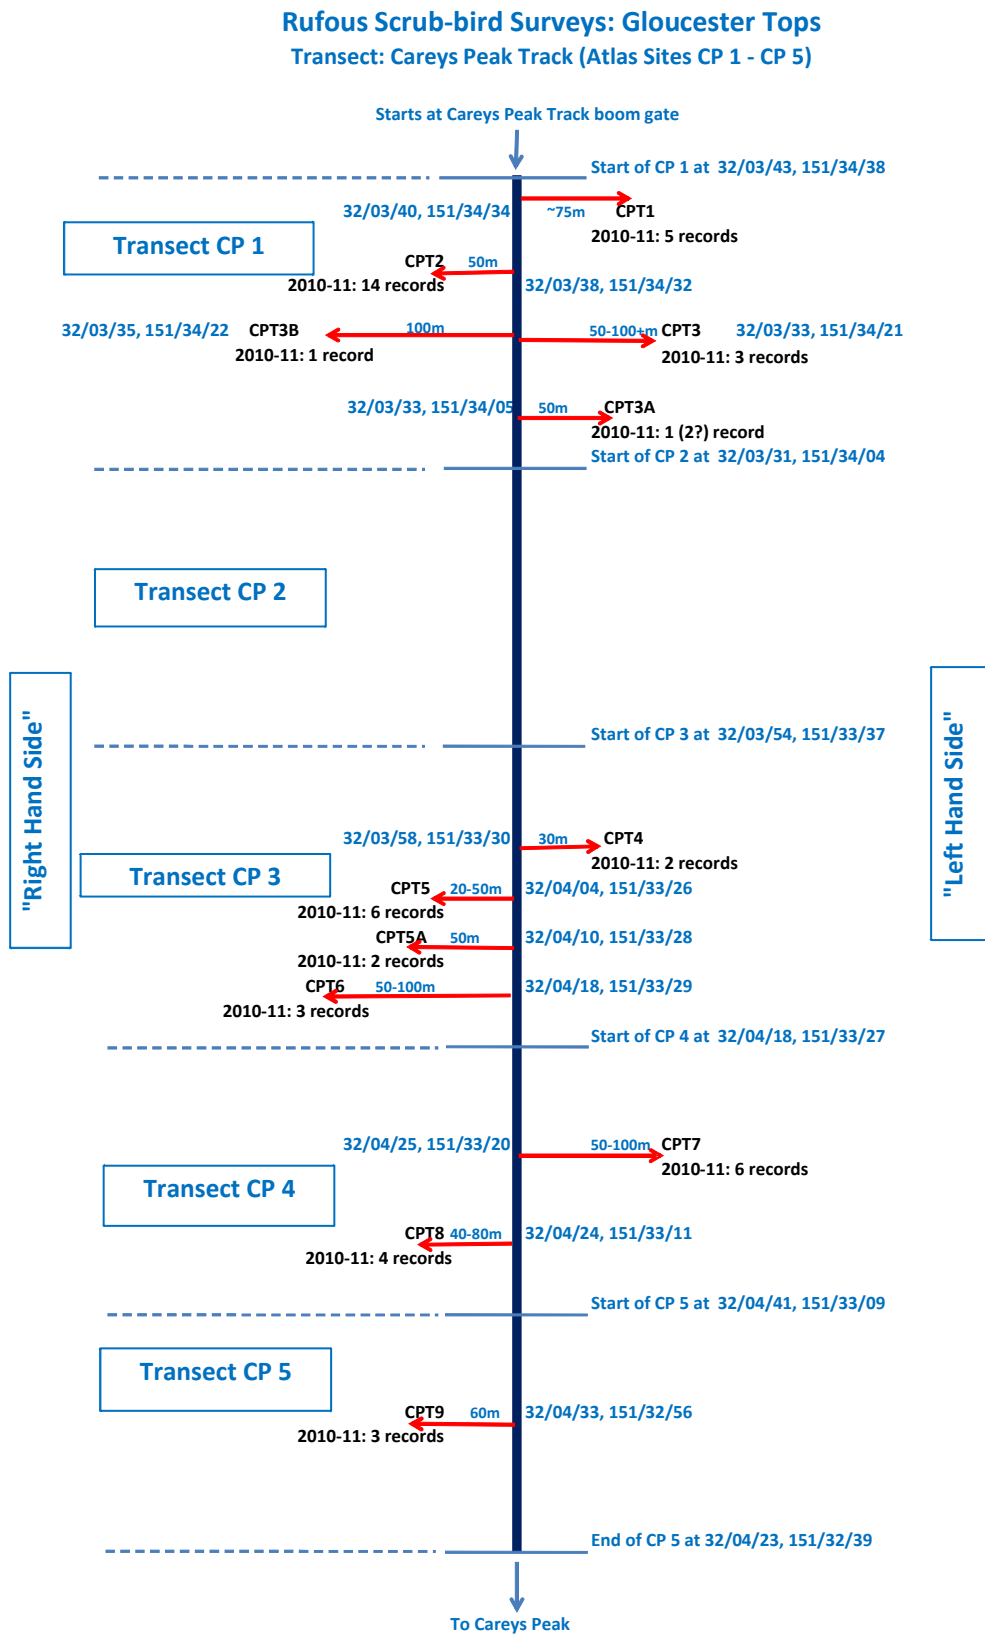 Rufous Scrub-bird Surveys: Gloucester Tops
Transect: Careys Peak Track (Atlas Sites CP 1 - CP 5)
Starts at Careys Peak Track boom gate
Start of CP 1 at  32/03/43, 151/34/38
32/03/40, 151/34/34
~75m
CPT1
2010-11: 5 records
Transect CP 1
CPT2
50m
2010-11: 14 records
32/03/38, 151/34/32
32/03/35, 151/34/22
CPT3B
100m
2010-11: 1 record
50-100+m
CPT3
32/03/33, 151/34/21
2010-11: 3 records
32/03/33, 151/34/05
50m
CPT3A
2010-11: 1 (2?) record
Start of CP 2 at  32/03/31, 151/34/04
Transect CP 2
"Right Hand Side"
"Left Hand Side"
Start of CP 3 at  32/03/54, 151/33/37
32/03/58, 151/33/30
30m
CPT4
2010-11: 2 records
Transect CP 3
CPT5
20-50m
32/04/04, 151/33/26
2010-11: 6 records
CPT5A
50m
32/04/10, 151/33/28
2010-11: 2 records
CPT6
50-100m
32/04/18, 151/33/29
2010-11: 3 records
Start of CP 4 at  32/04/18, 151/33/27
32/04/25, 151/33/20
50-100m
CPT7
2010-11: 6 records
Transect CP 4
CPT8
40-80m
32/04/24, 151/33/11
2010-11: 4 records
Start of CP 5 at  32/04/41, 151/33/09
Transect CP 5
CPT9
60m
32/04/33, 151/32/56
2010-11: 3 records
End of CP 5 at 32/04/23, 151/32/39
To Careys Peak